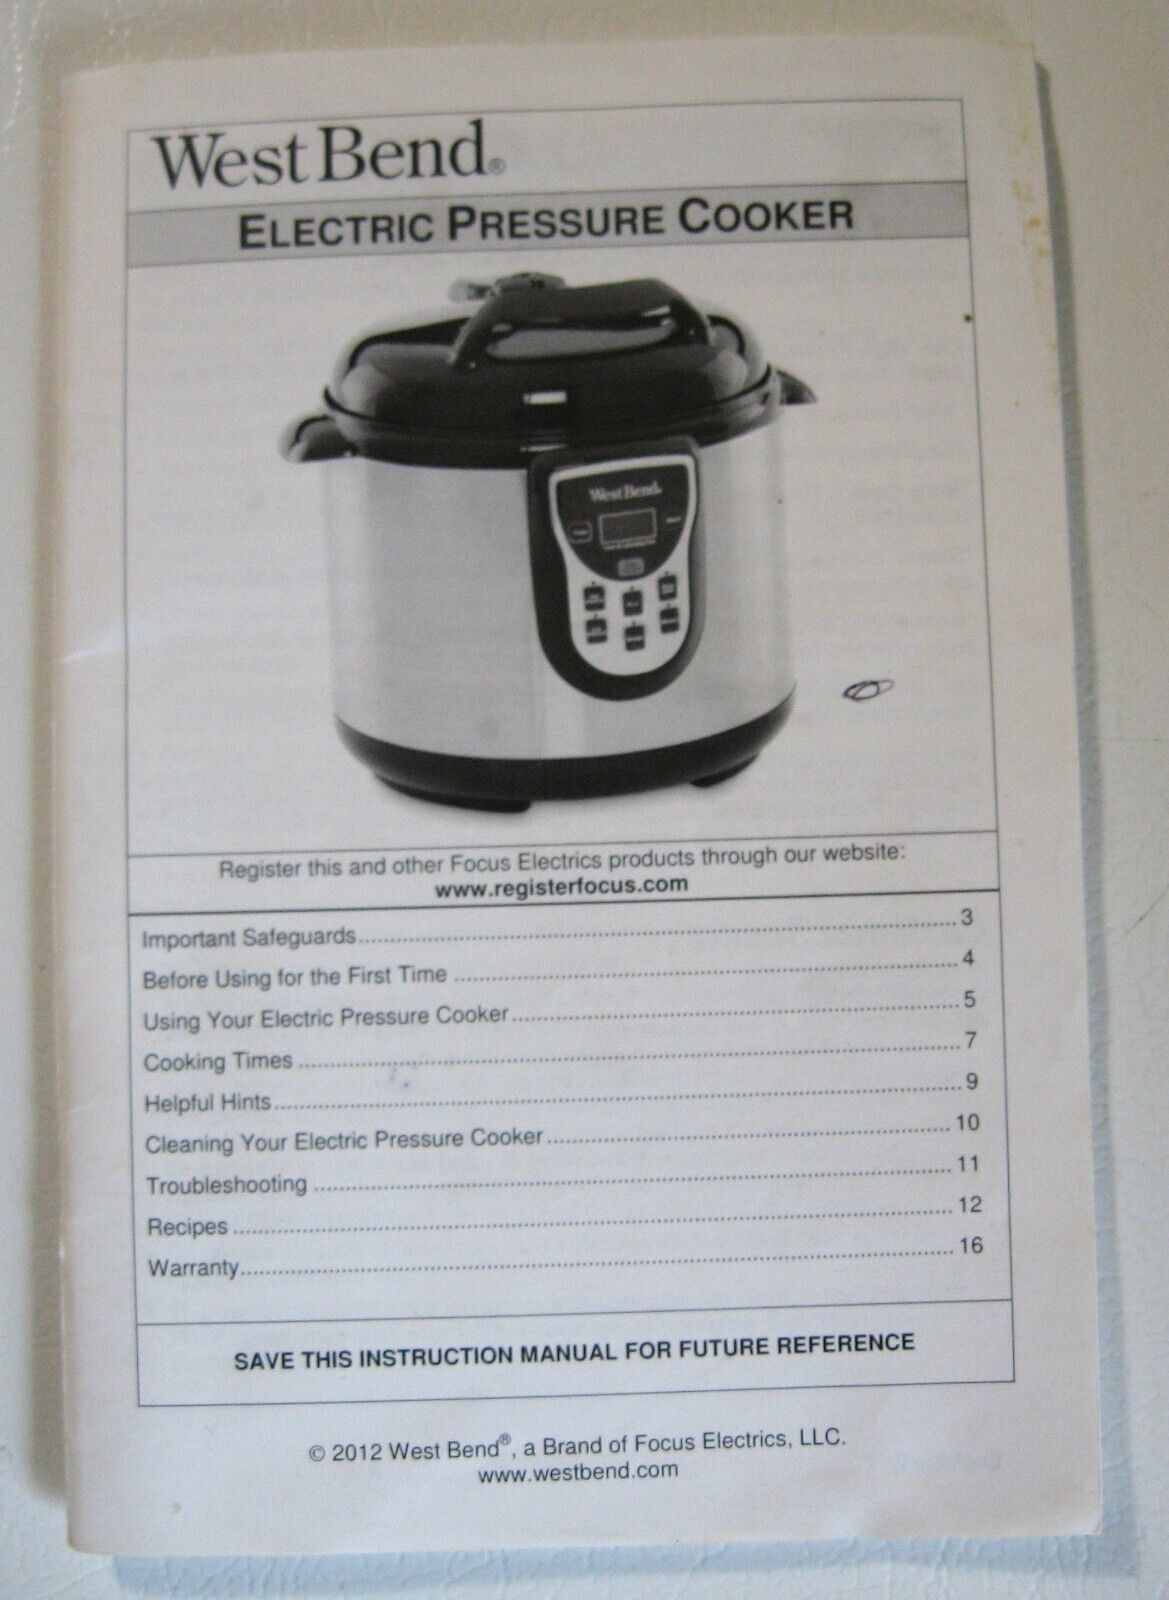 West Bend®
ELECTRIC PRESSURE COOKER
West Bend®
Register this and other Focus Electrics products through our website:
www.registerfocus.com
Important Safeguards........3
Before Using for the First Time ........4
Using Your Electric Pressure Cooker........5
Cooking Times ........7
Helpful Hints........9
Cleaning Your Electric Pressure Cooker ........10
Troubleshooting ........11
Recipes ........12
Warranty........16
SAVE THIS INSTRUCTION MANUAL FOR FUTURE REFERENCE
© 2012 West Bend®, a Brand of Focus Electrics, LLC.
www.westbend.com